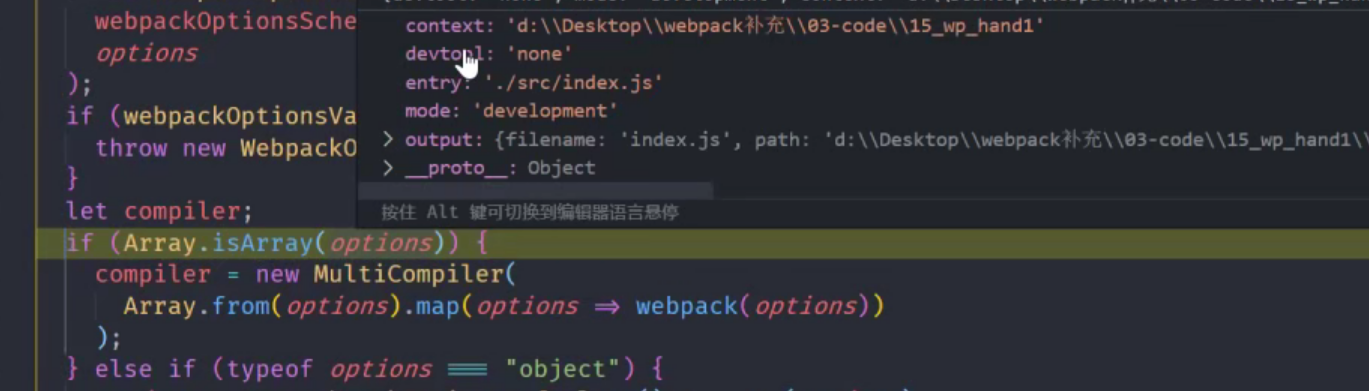 webpackOptionsSche
options
);
if (webpackOptionsVa
throw new WebpackO
}
let compiler;
if (Array.isArray(options)) {
compiler = new MultiCompiler(
Array.from(options).map(options => webpack(options))
);
} else if (typeof options === "object") {
context: 'd:\\Desktop\\webpack补充\\03-code\\15_wp_hand1'
devtool: 'none'
entry: './src/index.js'
mode: 'development'
> output: {filename: 'index.js', path: 'd:\\Desktop\\webpack补充\\03-code\\15_wp_hand1\\
> __proto__: Object
按住 Alt 键可切换到编辑器语言悬停